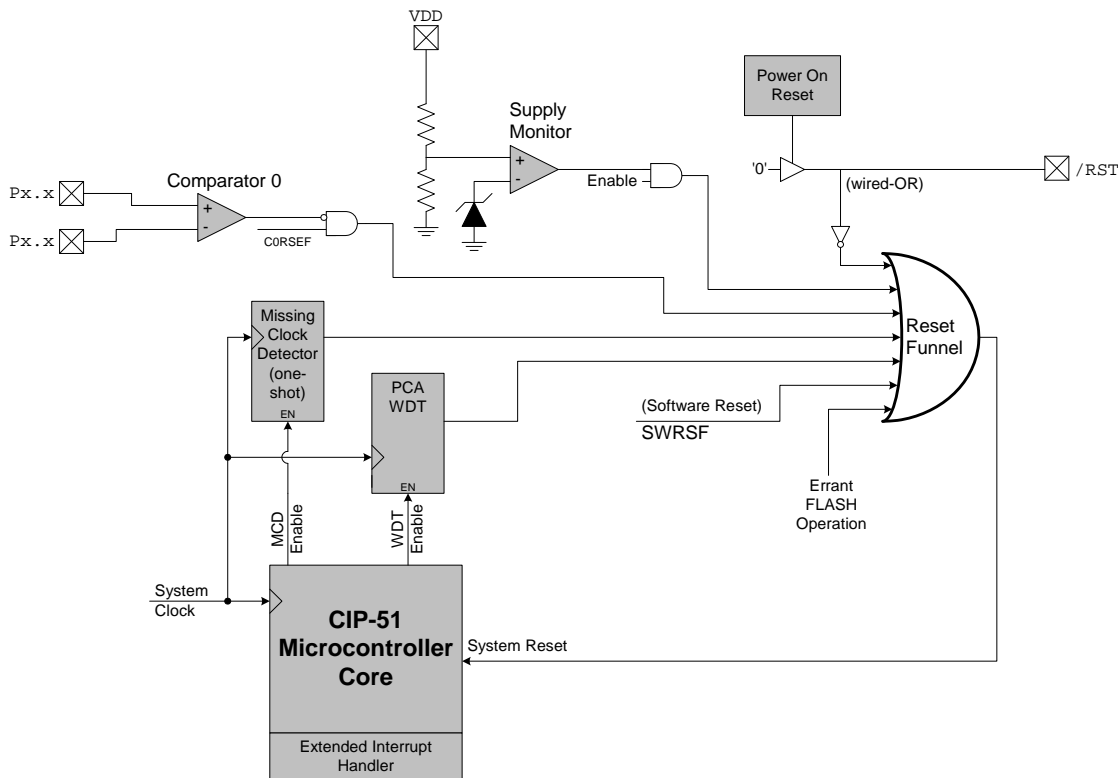 VDD
Power On
Reset
Supply
Monitor
+
-
Enable
'0'
/RST
(wired-OR)
Px.x
Px.x
Comparator 0
+
-
C0RSEF
Missing
Clock
Detector
(one-
shot)
EN
PCA
WDT
EN
Reset
Funnel
(Software Reset)
SWRSF
Errant
FLASH
Operation
MCD
Enable
WDT
Enable
System
Clock
CIP-51
Microcontroller
Core
System Reset
Extended Interrupt
Handler